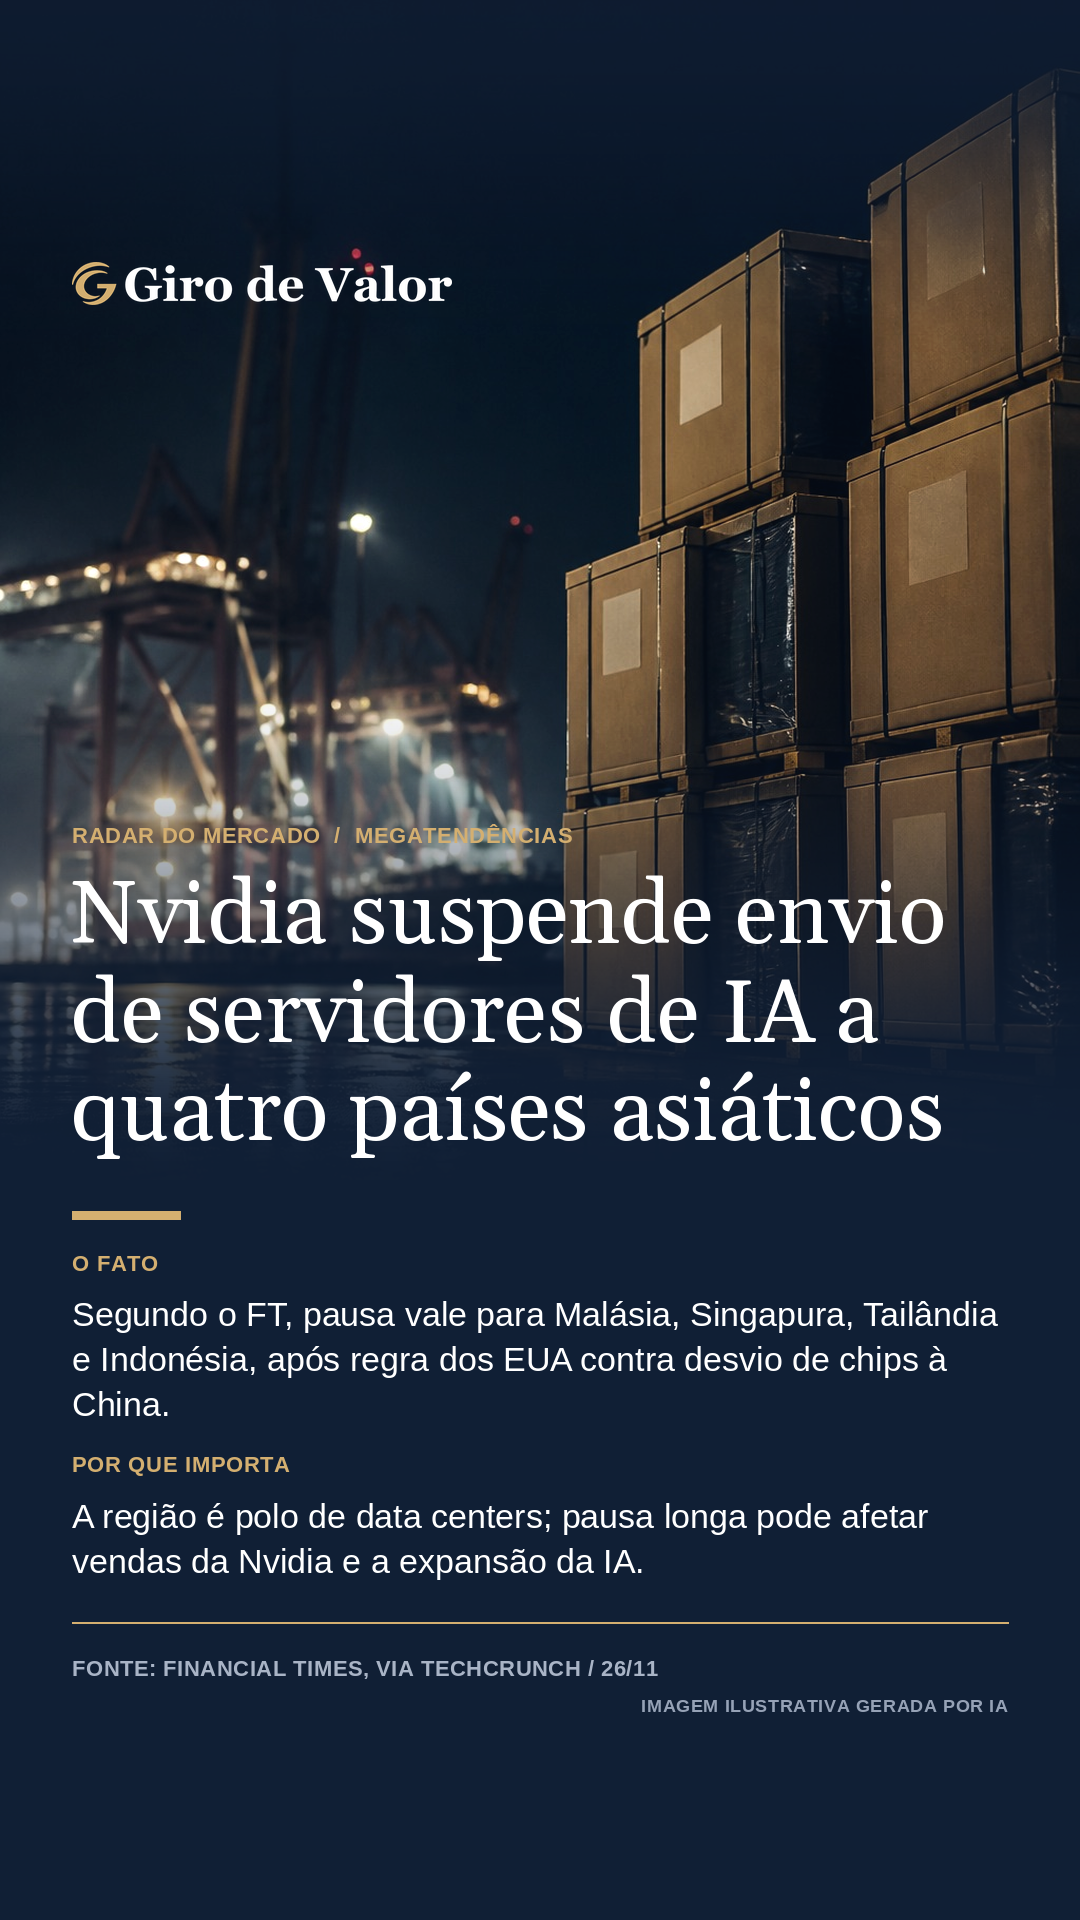 Giro de Valor
RADAR DO MERCADO / MEGATENDÊNCIAS
Nvidia suspende envio
de servidores de IA a
quatro países asiáticos
O FATO
Segundo o FT, pausa vale para Malásia, Singapura, Tailândia
e Indonésia, após regra dos EUA contra desvio de chips à
China.
POR QUE IMPORTA
A região é polo de data centers; pausa longa pode afetar
vendas da Nvidia e a expansão da IA.
FONTE: FINANCIAL TIMES, VIA TECHCRUNCH / 26/11
IMAGEM ILUSTRATIVA GERADA POR IA